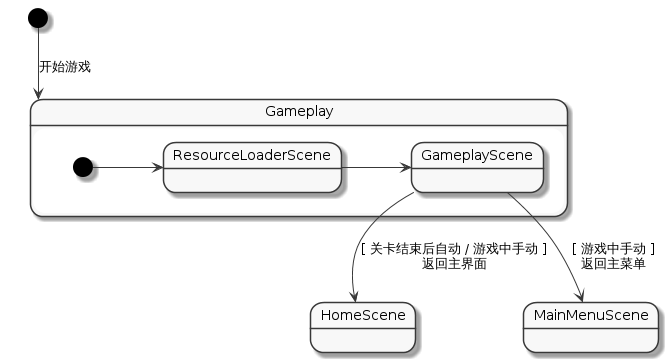 开始游戏
Gameplay
ResourceLoaderScene
GameplayScene
[ 关卡结束后自动 / 游戏中手动 ]
返回主界面
[ 游戏中手动 ]
返回主菜单
HomeScene
MainMenuScene